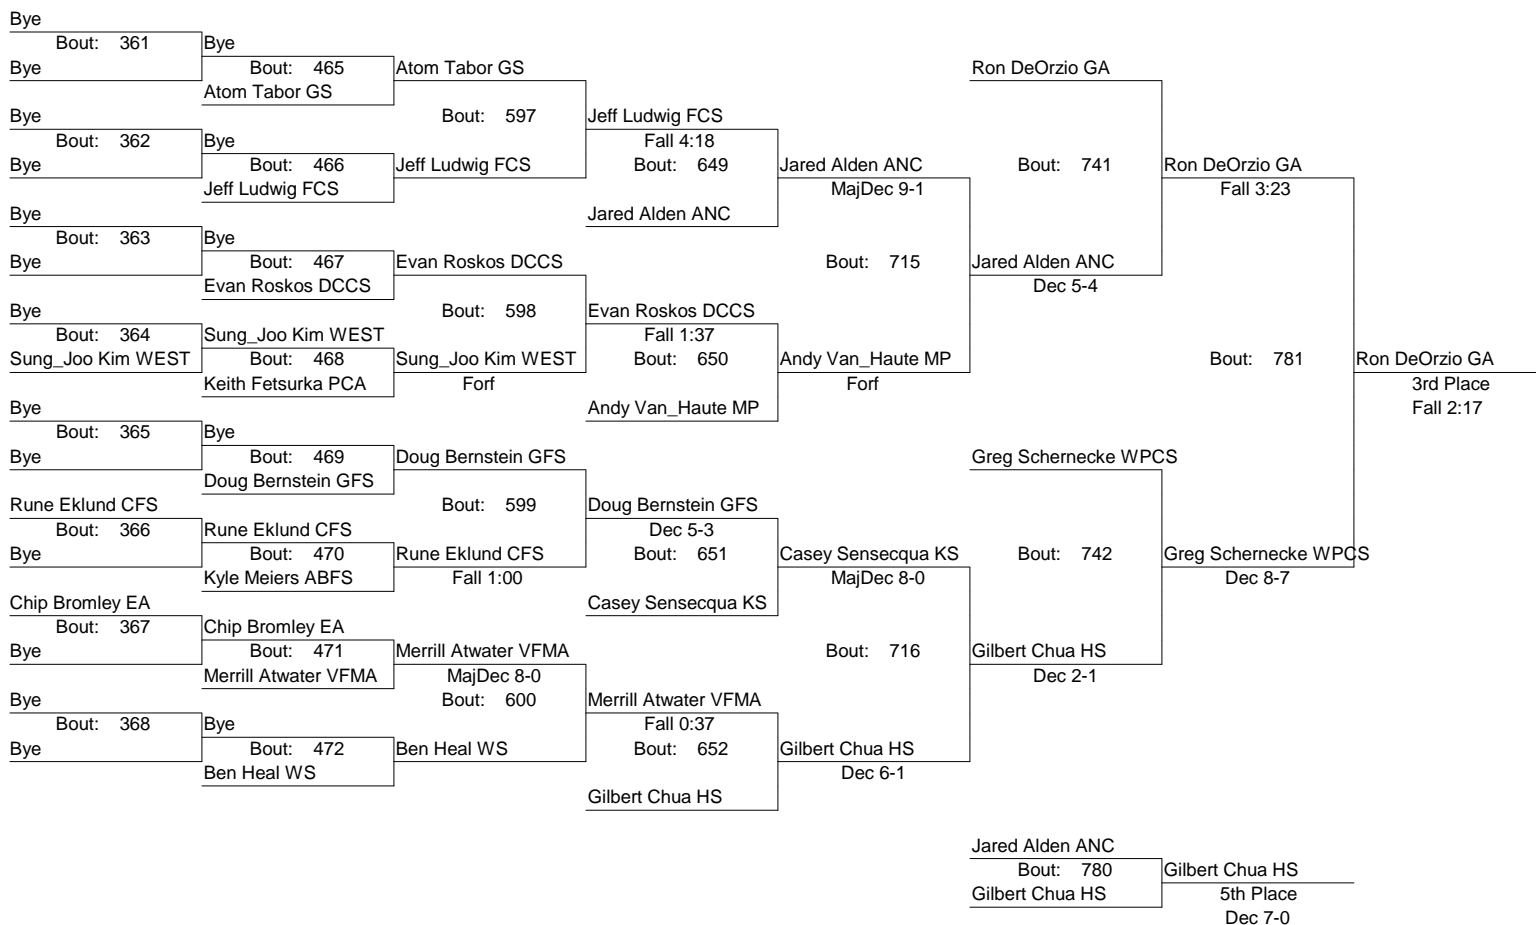 Bye
Bout: 361
Bye
Bye
Bout: 465
Atom Tabor GS
Atom Tabor GS
Bye
Bout: 362
Bye
Bye
Bout: 466
Jeff Ludwig FCS
Jeff Ludwig FCS
Bout: 597
Jeff Ludwig FCS
Fall 4:18
Bout: 649
Jared Alden ANC
Jared Alden ANC
MajDec 9-1
Bye
Bout: 363
Bye
Bye
Bout: 467
Evan Roskos DCCS
Evan Roskos DCCS
Bye
Bout: 364
Sung_Joo Kim WEST
Sung_Joo Kim WEST
Bout: 468
Keith Fetsurka PCA
Sung_Joo Kim WEST
Forf
Bout: 598
Evan Roskos DCCS
Fall 1:37
Bout: 650
Andy Van_Haute MP
Andy Van_Haute MP
Forf
Bout: 715
Jared Alden ANC
Dec 5-4
Ron DeOrzio GA
Bout: 741
Ron DeOrzio GA
Fall 3:23
Bye
Bout: 365
Bye
Bye
Bout: 469
Doug Bernstein GFS
Doug Bernstein GFS
Rune Eklund CFS
Bout: 366
Bye
Rune Eklund CFS
Bout: 470
Kyle Meiers ABFS
Rune Eklund CFS
Fall 1:00
Bout: 599
Doug Bernstein GFS
Dec 5-3
Bout: 651
Casey Sensecqua KS
Casey Sensecqua KS
MajDec 8-0
Chip Bromley EA
Bout: 367
Bye
Chip Bromley EA
Bout: 471
Merrill Atwater VFMA
Merrill Atwater VFMA
MajDec 8-0
Bye
Bout: 368
Bye
Bye
Bout: 472
Ben Heal WS
Ben Heal WS
Bout: 600
Merrill Atwater VFMA
Fall 0:37
Bout: 652
Gilbert Chua HS
Gilbert Chua HS
Dec 6-1
Bout: 716
Gilbert Chua HS
Dec 2-1
Greg Schernecke WPCS
Bout: 742
Greg Schernecke WPCS
Dec 8-7
Bout: 781
Ron DeOrzio GA
3rd Place
Fall 2:17
Jared Alden ANC
Bout: 780
Gilbert Chua HS
Gilbert Chua HS
5th Place
Dec 7-0